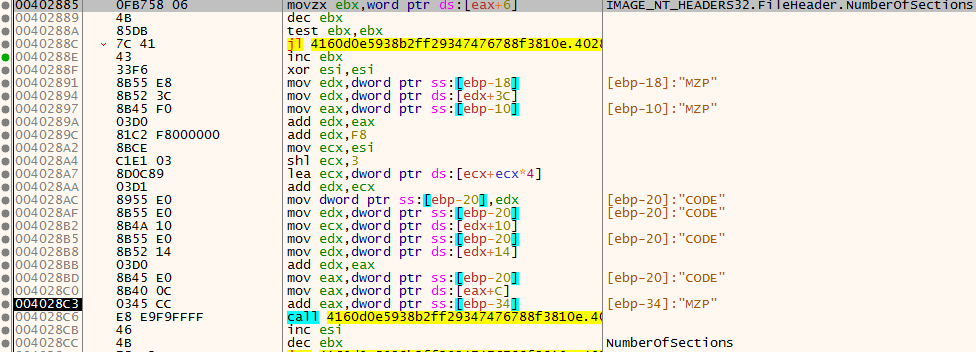 00402885 0FB758 06 movzx ebx,word ptr ds:[eax+6] IMAGE_NT_HEADERS32.FileHeader.NumberOfSections
00402889 4B dec ebx
0040288A 85DB test ebx,ebx
0040288C 7C 41 jl 4160d0e5938b2ff29347476788f3810e.4028
0040288E 43 inc ebx
0040288F 33F6 xor esi,esi
00402891 8B55 E8 mov edx,dword ptr ss:[ebp-18] [ebp-18]:"MZP"
00402894 8B52 3C mov edx,dword ptr ds:[edx+3C]
00402897 8B45 F0 mov eax,dword ptr ss:[ebp-10] [ebp-10]:"MZP"
0040289A 03D0 add edx,eax
0040289C 81C2 F8000000 add edx,F8
004028A2 8BCE mov ecx,esi
004028A4 C1E1 03 shl ecx,3
004028A7 8D0C89 lea ecx,dword ptr ds:[ecx+ecx*4]
004028AA 03D1 add edx,ecx
004028AC 8955 E0 mov dword ptr ss:[ebp-20],edx [ebp-20]:"CODE"
004028AF 8B55 E0 mov edx,dword ptr ss:[ebp-20] [ebp-20]:"CODE"
004028B2 8B4A 10 mov ecx,dword ptr ds:[edx+10]
004028B5 8B55 E0 mov edx,dword ptr ss:[ebp-20] [ebp-20]:"CODE"
004028B8 8B52 14 mov edx,dword ptr ds:[edx+14]
004028BB 03D0 add edx,eax
004028BD 8B45 E0 mov eax,dword ptr ss:[ebp-20] [ebp-20]:"CODE"
004028C0 8B40 0C mov eax,dword ptr ds:[eax+C]
004028C3 0345 CC add eax,dword ptr ss:[ebp-34] [ebp-34]:"MZP"
004028C6 E8 E9F9FFFF call 4160d0e5938b2ff29347476788f3810e.40
004028CB 46 inc esi
004028CC 4B dec ebx NumberOfSections